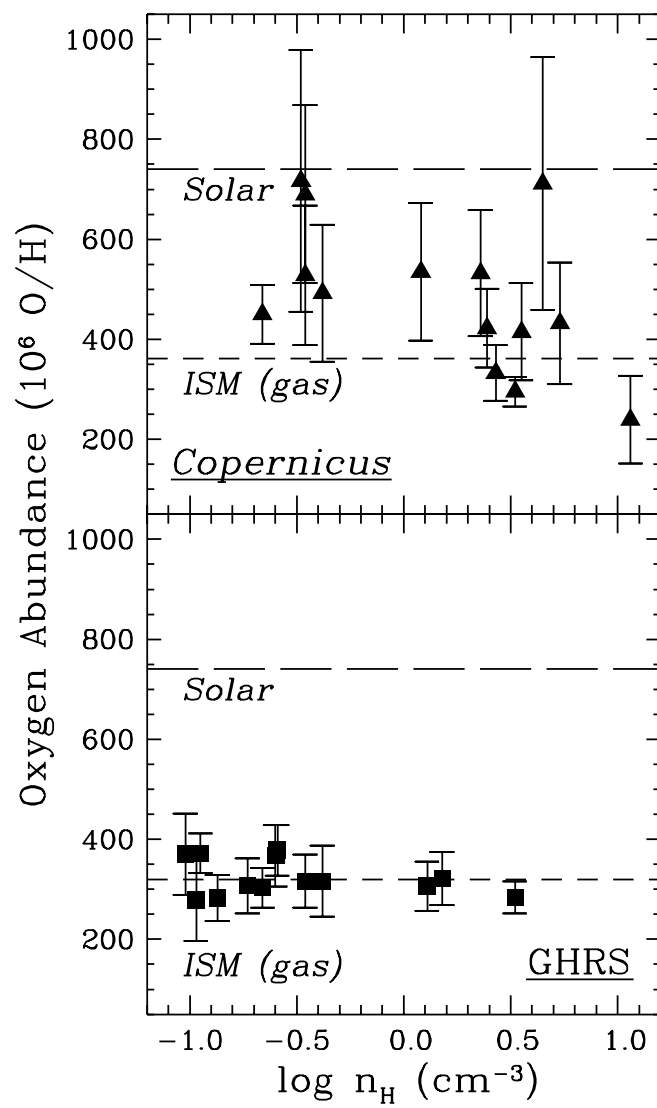 Oxygen Abundance (10⁶ O/H)
1000
800
Solar
600
400
ISM (gas)
200
Copernicus
1000
800
Solar
600
400
200
ISM (gas)
GHRS
−1.0 −0.5 0.0 0.5 1.0
log n_H (cm⁻³)